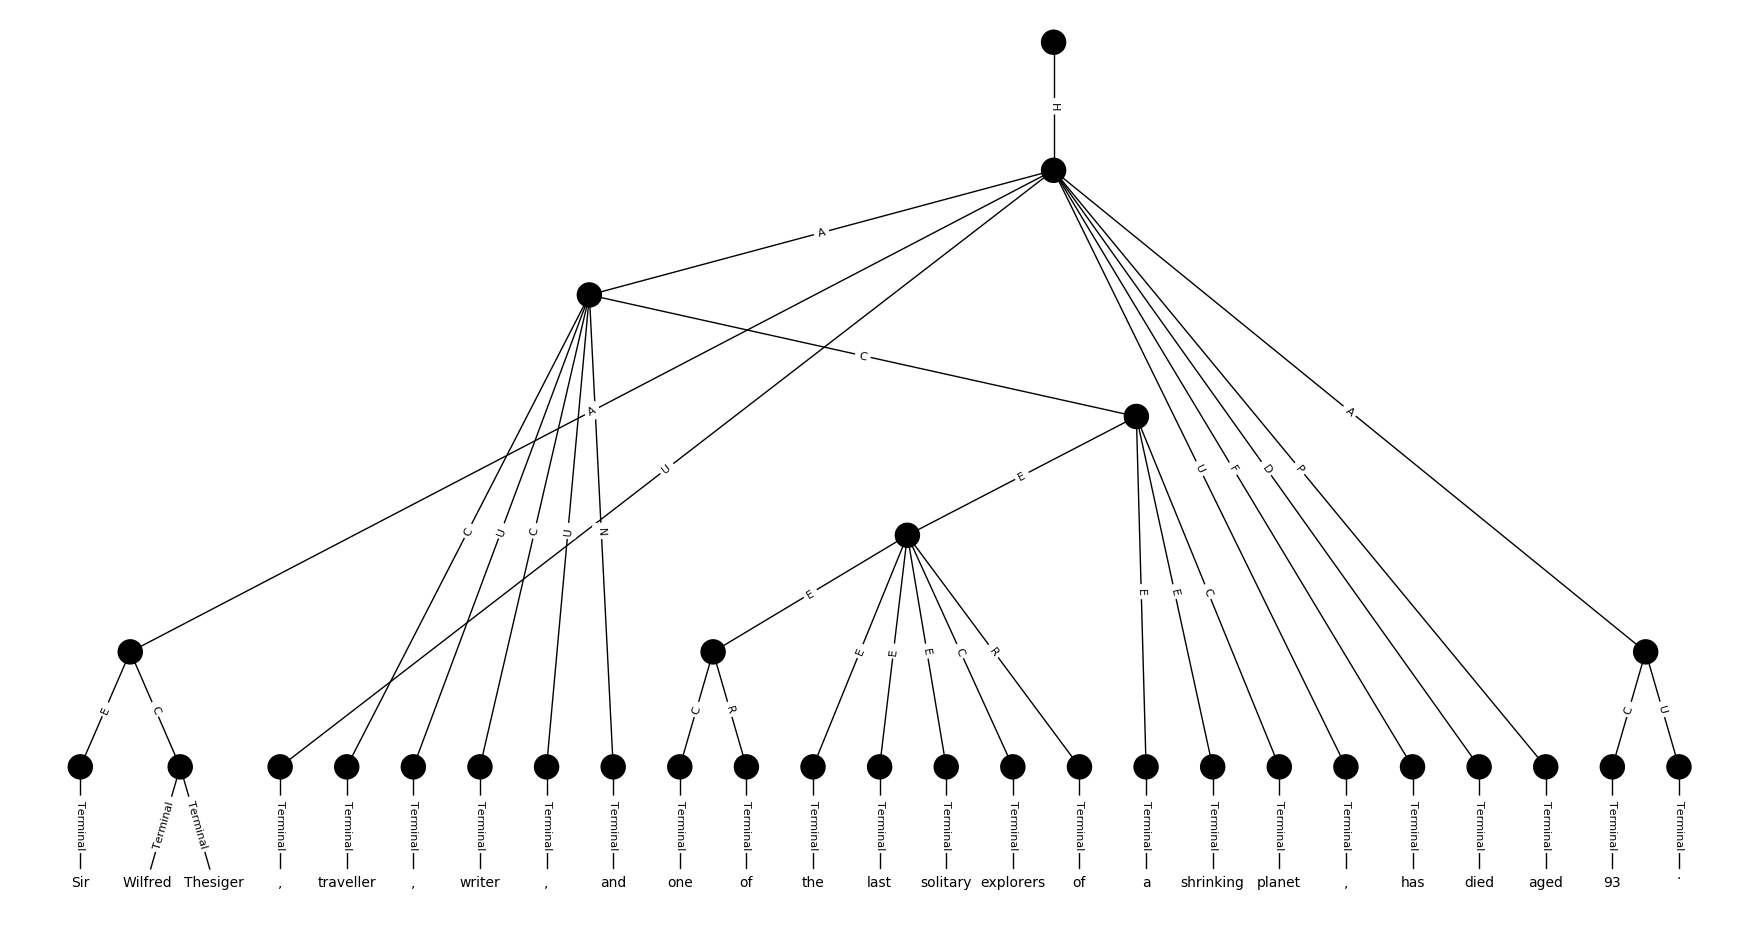 H
A
C
A
A
E
U
U
F
D
P
C
U
C
U
N
E
E
E
C
E
E
E
C
R
E
C
C
R
C
U
Terminal Terminal Terminal Terminal Terminal Terminal Terminal Terminal Terminal Terminal Terminal Terminal Terminal Terminal Terminal Terminal Terminal Terminal Terminal Terminal Terminal Terminal Terminal
Sir Wilfred Thesiger , traveller , writer , and one of the last solitary explorers of a shrinking planet , has died aged 93 .